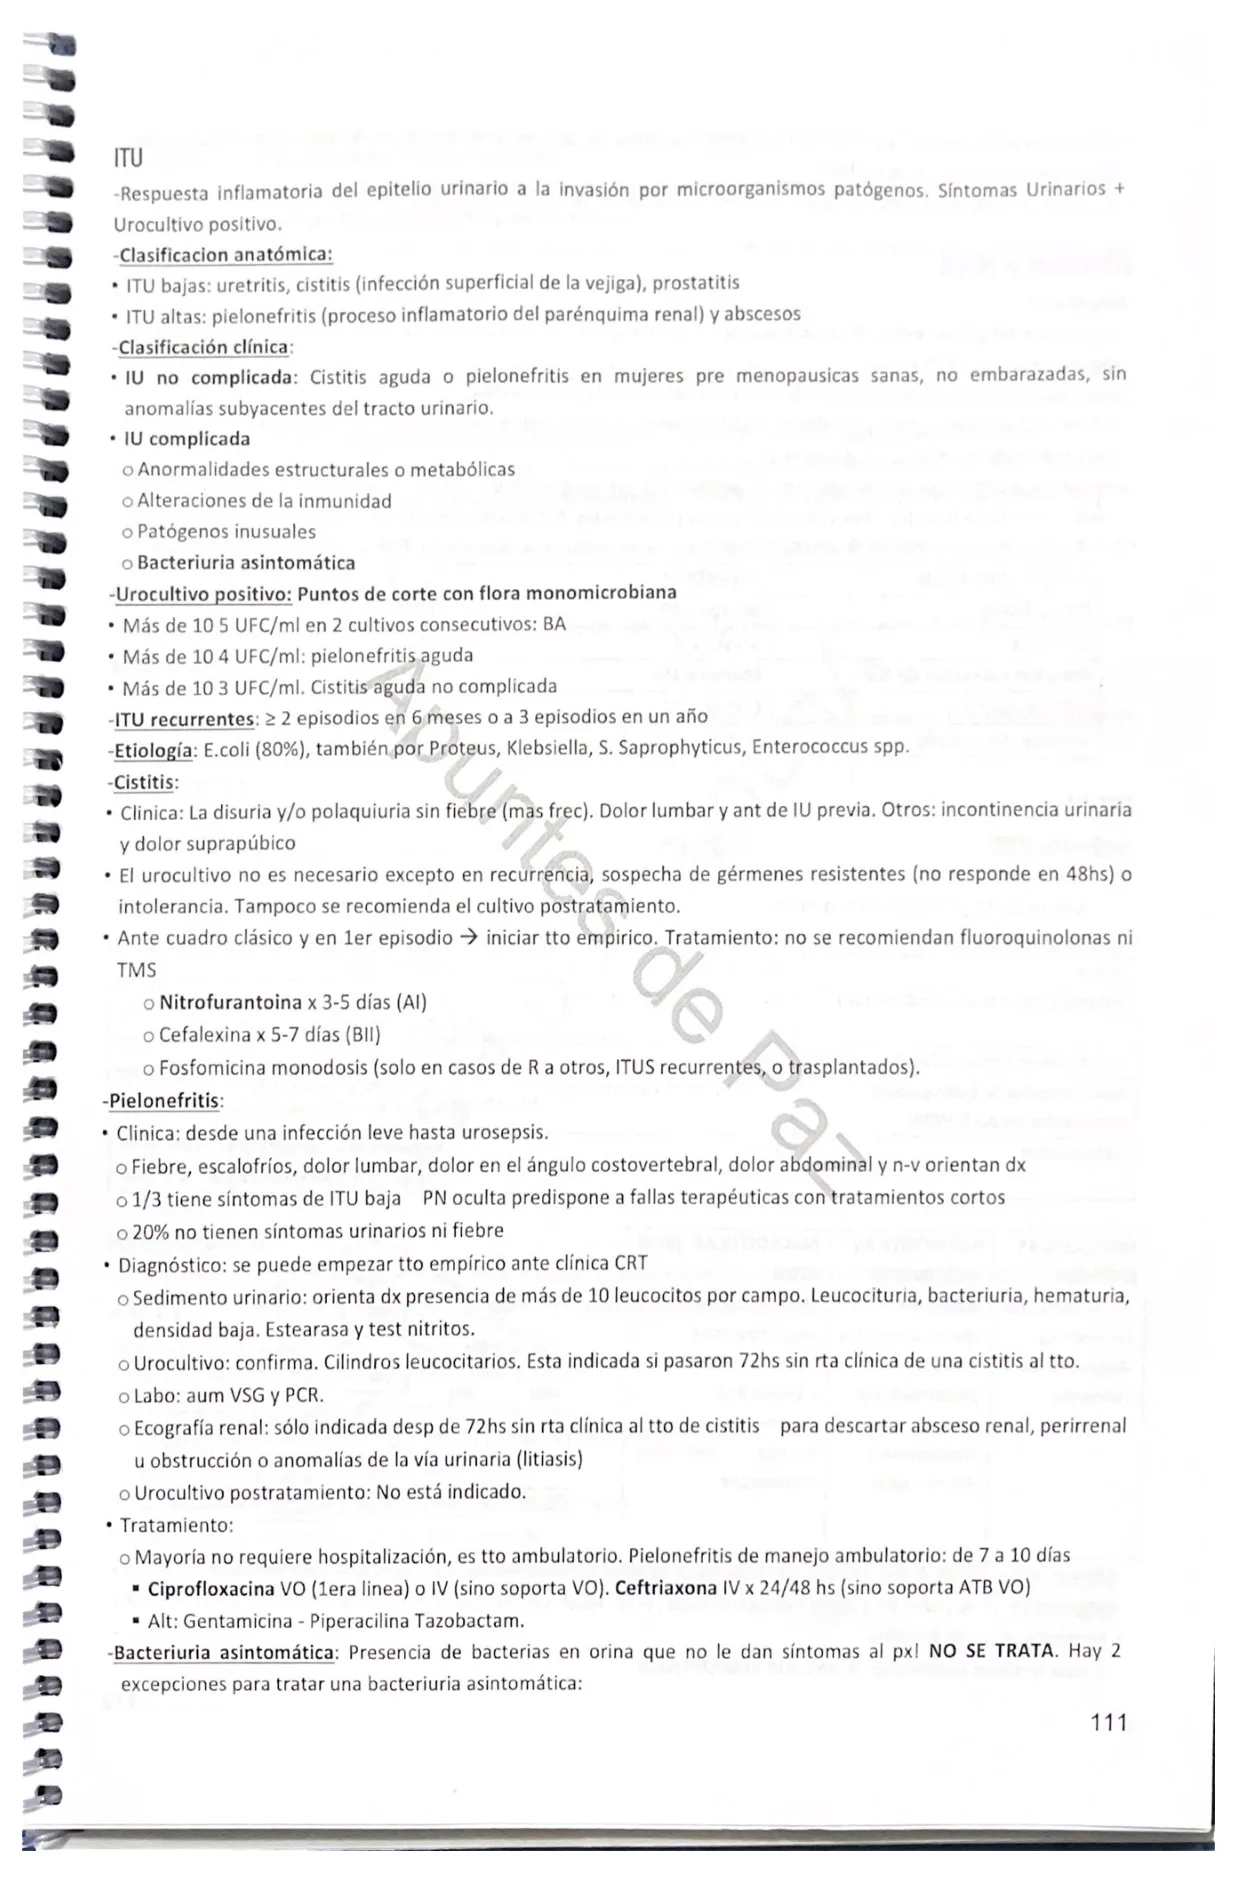 ITU
-Respuesta inflamatoria del epitelio urinario a la invasión por microorganismos patógenos. Síntomas Urinarios +
Urocultivo positivo.
-Clasificacion anatómica:
• ITU bajas: uretritis, cistitis (infección superficial de la vejiga), prostatitis
• ITU altas: pielonefritis (proceso inflamatorio del parénquima renal) y abscesos
-Clasificación clínica:
• IU no complicada: Cistitis aguda o pielonefritis en mujeres pre menopausicas sanas, no embarazadas, sin
anomalías subyacentes del tracto urinario.
• IU complicada
o Anormalidades estructurales o metabólicas
o Alteraciones de la inmunidad
o Patógenos inusuales
o Bacteriuria asintomática
-Urocultivo positivo: Puntos de corte con flora monomicrobiana
• Más de 10 5 UFC/ml en 2 cultivos consecutivos: BA
• Más de 10 4 UFC/ml: pielonefritis aguda
• Más de 10 3 UFC/ml. Cistitis aguda no complicada
-ITU recurrentes: ≥ 2 episodios en 6 meses o a 3 episodios en un año
-Etiología: E.coli (80%), también por Proteus, Klebsiella, S. Saprophyticus, Enterococcus spp.
-Cistitis:
• Clinica: La disuria y/o polaquiuria sin fiebre (mas frec). Dolor lumbar y ant de IU previa. Otros: incontinencia urinaria
y dolor suprapúbico
• El urocultivo no es necesario excepto en recurrencia, sospecha de gérmenes resistentes (no responde en 48hs) o
intolerancia. Tampoco se recomienda el cultivo postratamiento.
• Ante cuadro clásico y en 1er episodio → iniciar tto empirico. Tratamiento: no se recomiendan fluoroquinolonas ni
TMS
o Nitrofurantoina x 3-5 días (AI)
o Cefalexina x 5-7 días (BII)
o Fosfomicina monodosis (solo en casos de R a otros, ITUS recurrentes, o trasplantados).
-Pielonefritis:
• Clinica: desde una infección leve hasta urosepsis.
o Fiebre, escalofríos, dolor lumbar, dolor en el ángulo costovertebral, dolor abdominal y n-v orientan dx
o 1/3 tiene síntomas de ITU baja PN oculta predispone a fallas terapéuticas con tratamientos cortos
o 20% no tienen síntomas urinarios ni fiebre
• Diagnóstico: se puede empezar tto empírico ante clínica CRT
o Sedimento urinario: orienta dx presencia de más de 10 leucocitos por campo. Leucocituria, bacteriuria, hematuria,
densidad baja. Estearasa y test nitritos.
o Urocultivo: confirma. Cilindros leucocitarios. Esta indicada si pasaron 72hs sin rta clínica de una cistitis al tto.
o Labo: aum VSG y PCR.
o Ecografía renal: sólo indicada desp de 72hs sin rta clínica al tto de cistitis para descartar absceso renal, perirrenal
u obstrucción o anomalías de la vía urinaria (litiasis)
o Urocultivo postratamiento: No está indicado.
• Tratamiento:
o Mayoría no requiere hospitalización, es tto ambulatorio. Pielonefritis de manejo ambulatorio: de 7 a 10 días
▪ Ciprofloxacina VO (1era linea) o IV (sino soporta VO). Ceftriaxona IV x 24/48 hs (sino soporta ATB VO)
▪ Alt: Gentamicina - Piperacilina Tazobactam.
-Bacteriuria asintomática: Presencia de bacterias en orina que no le dan síntomas al px! NO SE TRATA. Hay 2
excepciones para tratar una bacteriuria asintomática:
111
Apuntes de Paz